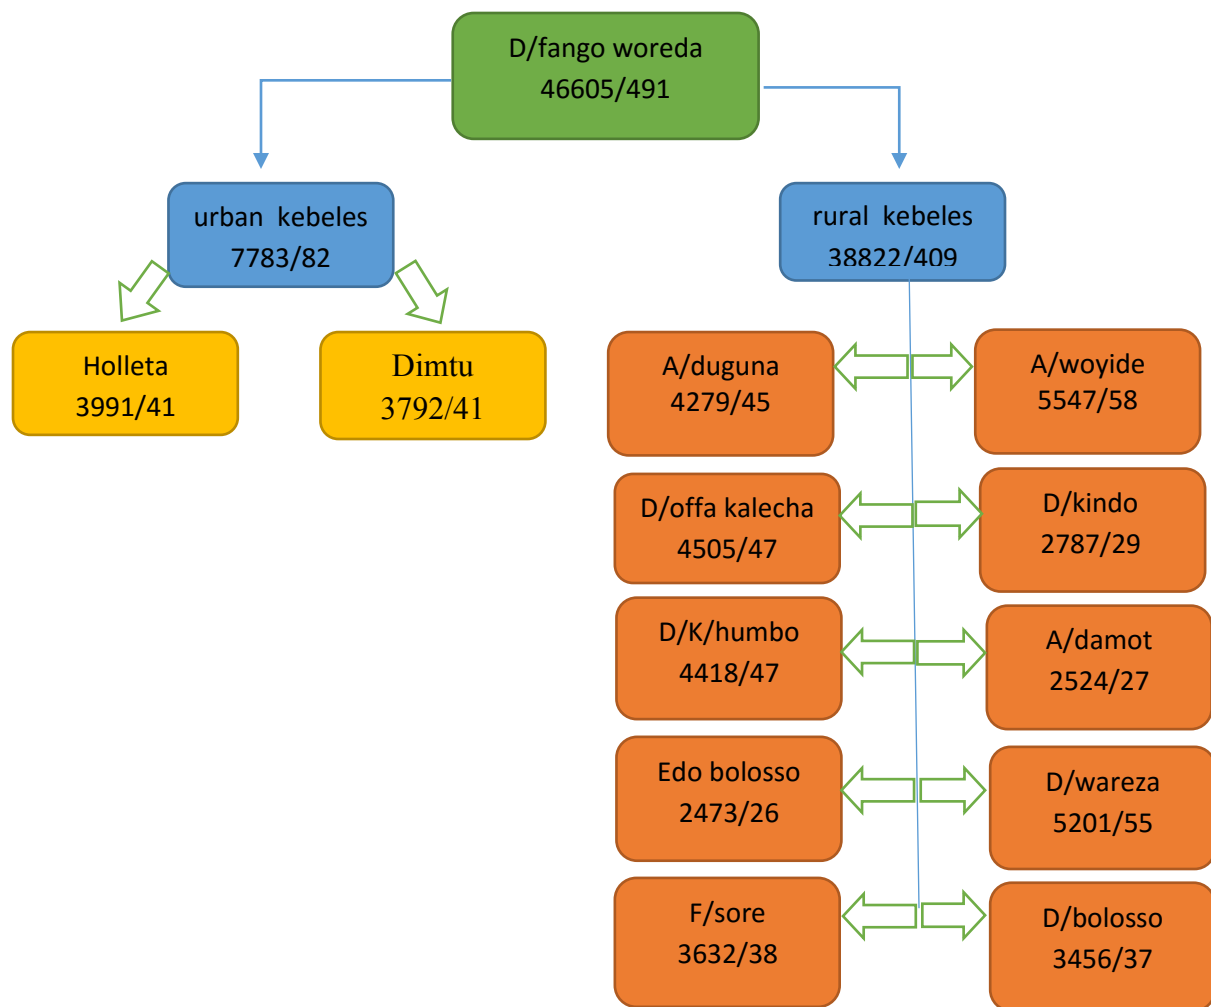 D/fango woreda
46605/491
urban kebeles
7783/82
rural kebeles
38822/409
Holleta
3991/41
Dimtu
3792/41
A/duguna
4279/45
A/woyide
5547/58
D/offa kalecha
4505/47
D/kindo
2787/29
D/K/humbo
4418/47
A/damot
2524/27
Edo bolosso
2473/26
D/wareza
5201/55
F/sore
3632/38
D/bolosso
3456/37